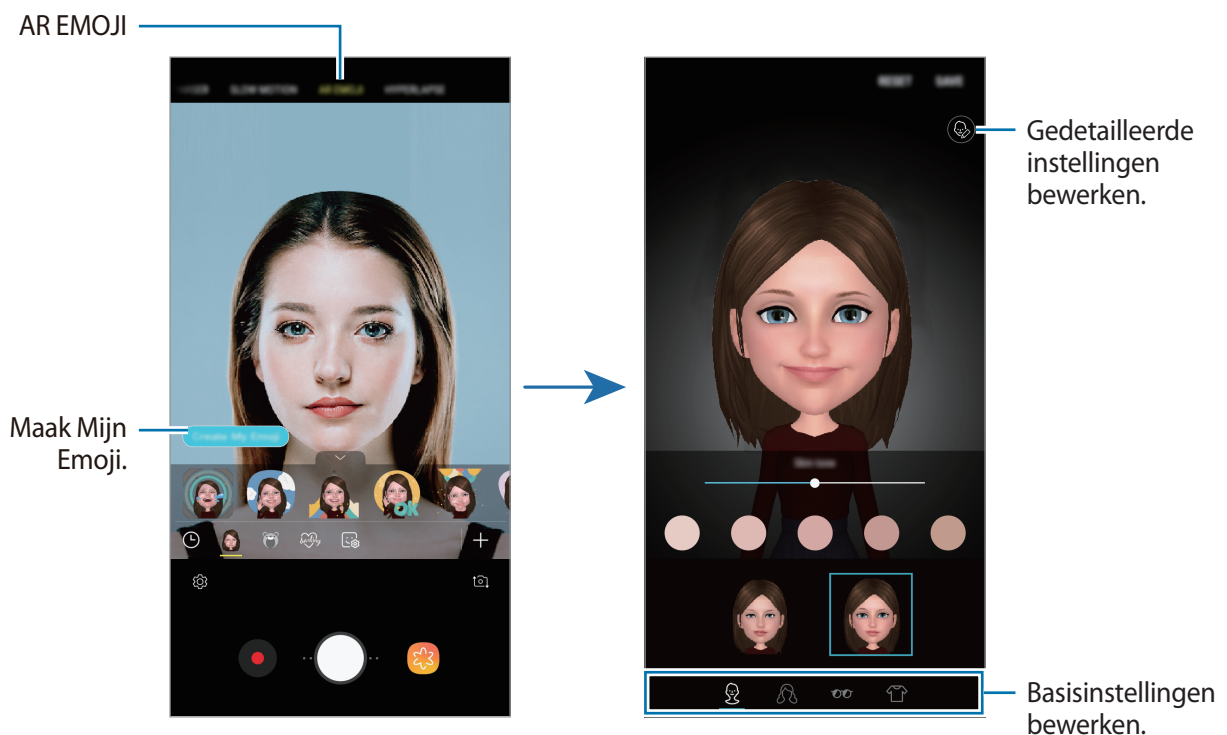 AR EMOJI
SLOW MOTION AR EMOJI HYPERLAPSE
RESET SAVE
Gedetailleerde
instellingen
bewerken.
Maak Mijn
Emoji.
Create My Emoji
Skin tone
OK
Basisinstellingen
bewerken.